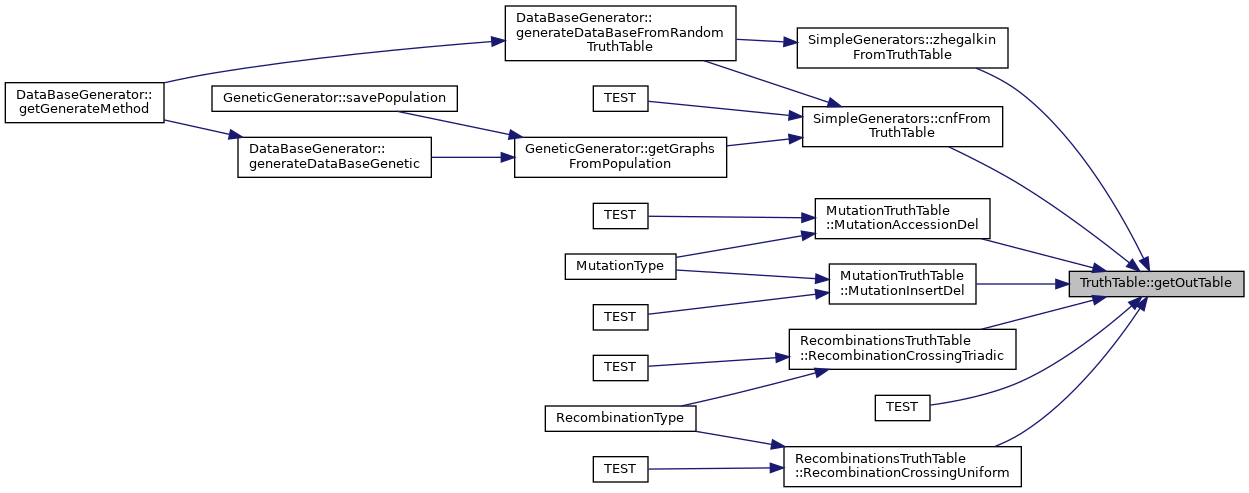 DataBaseGenerator::
getGenerateMethod
GeneticGenerator::savePopulation
DataBaseGenerator::
generateDataBaseGenetic
DataBaseGenerator::
generateDataBaseFromRandom
TruthTable
TEST
GeneticGenerator::getGraphs
FromPopulation
TEST
MutationType
TEST
TEST
RecombinationType
TEST
SimpleGenerators::zhegalkin
FromTruthTable
SimpleGenerators::cnfFrom
TruthTable
MutationTruthTable
::MutationAccessionDel
MutationTruthTable
::MutationInsertDel
RecombinationsTruthTable
::RecombinationCrossingTriadic
TEST
RecombinationsTruthTable
::RecombinationCrossingUniform
TruthTable::getOutTable